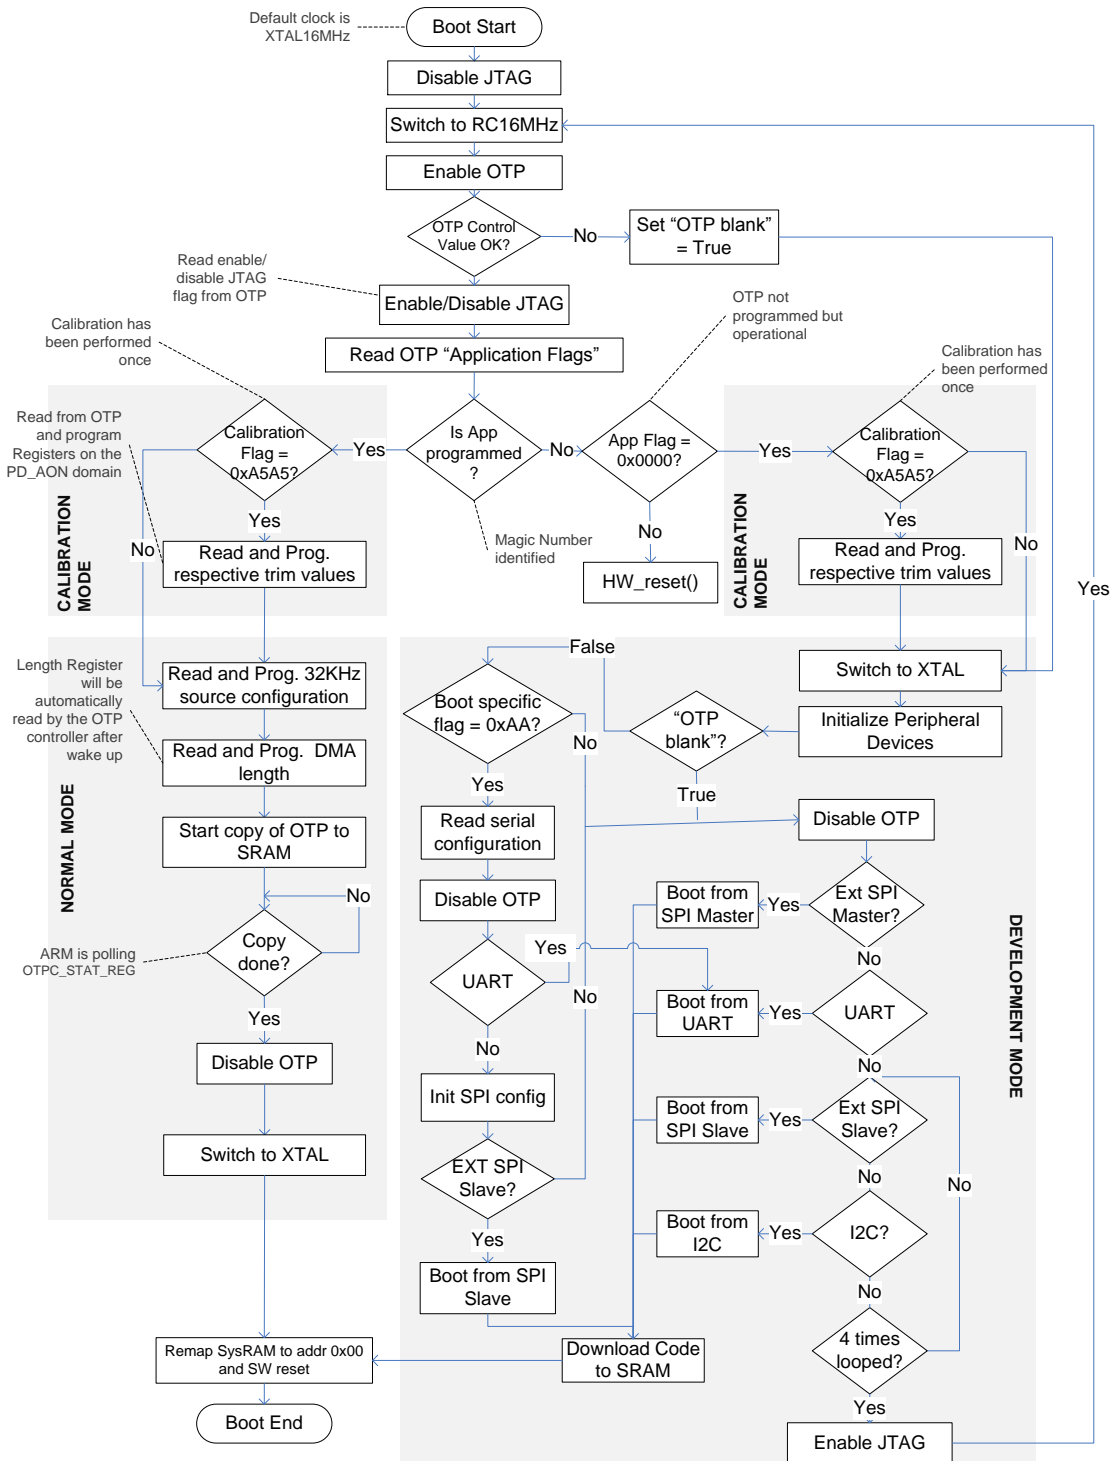 Default clock is
XTAL16MHz
Boot Start
Disable JTAG
Switch to RC16MHz
Enable OTP
OTP Control
Value OK?
No
Set “OTP blank”
= True
Read enable/
disable JTAG
flag from OTP
Enable/Disable JTAG
OTP not
programmed but
operational
Calibration has
been performed
once
Read OTP “Application Flags”
Calibration has
been performed
once
Read from OTP
and program
Registers on the
PD_AON domain
Calibration
Flag =
0xA5A5?
Yes
Is App
programmed
?
No
App Flag =
0x0000?
Yes
Calibration
Flag =
0xA5A5?
Yes
No
Magic Number
identified
No
Yes
No
CALIBRATION
MODE
Read and Prog.
respective trim values
HW_reset()
CALIBRATION
MODE
Read and Prog.
respective trim values
Yes
Length Register
will be
automatically
read by the OTP
controller after
wake up
Read and Prog. 32KHz
source configuration
False
Switch to XTAL
Boot specific
flag = 0xAA?
“OTP
blank”?
Initialize Peripheral
Devices
No
Read and Prog.  DMA
length
Yes
True
NORMAL MODE
Start copy of OTP to
SRAM
Read serial
configuration
Disable OTP
No
Disable OTP
Boot from
SPI Master
Yes
Ext SPI
Master?
DEVELOPMENT MODE
ARM is polling
OTPC_STAT_REG
Copy
done?
Yes
No
UART
No
Boot from
UART
Yes
UART
Yes
No
No
Disable OTP
Init SPI config
Boot from
SPI Slave
Yes
Ext SPI
Slave?
Switch to XTAL
EXT SPI
Slave?
No
No
Yes
Boot from
I2C
Yes
I2C?
Boot from SPI
Slave
No
Remap SysRAM to addr 0x00
and SW reset
Download Code
to SRAM
4 times
looped?
Yes
Boot End
Enable JTAG